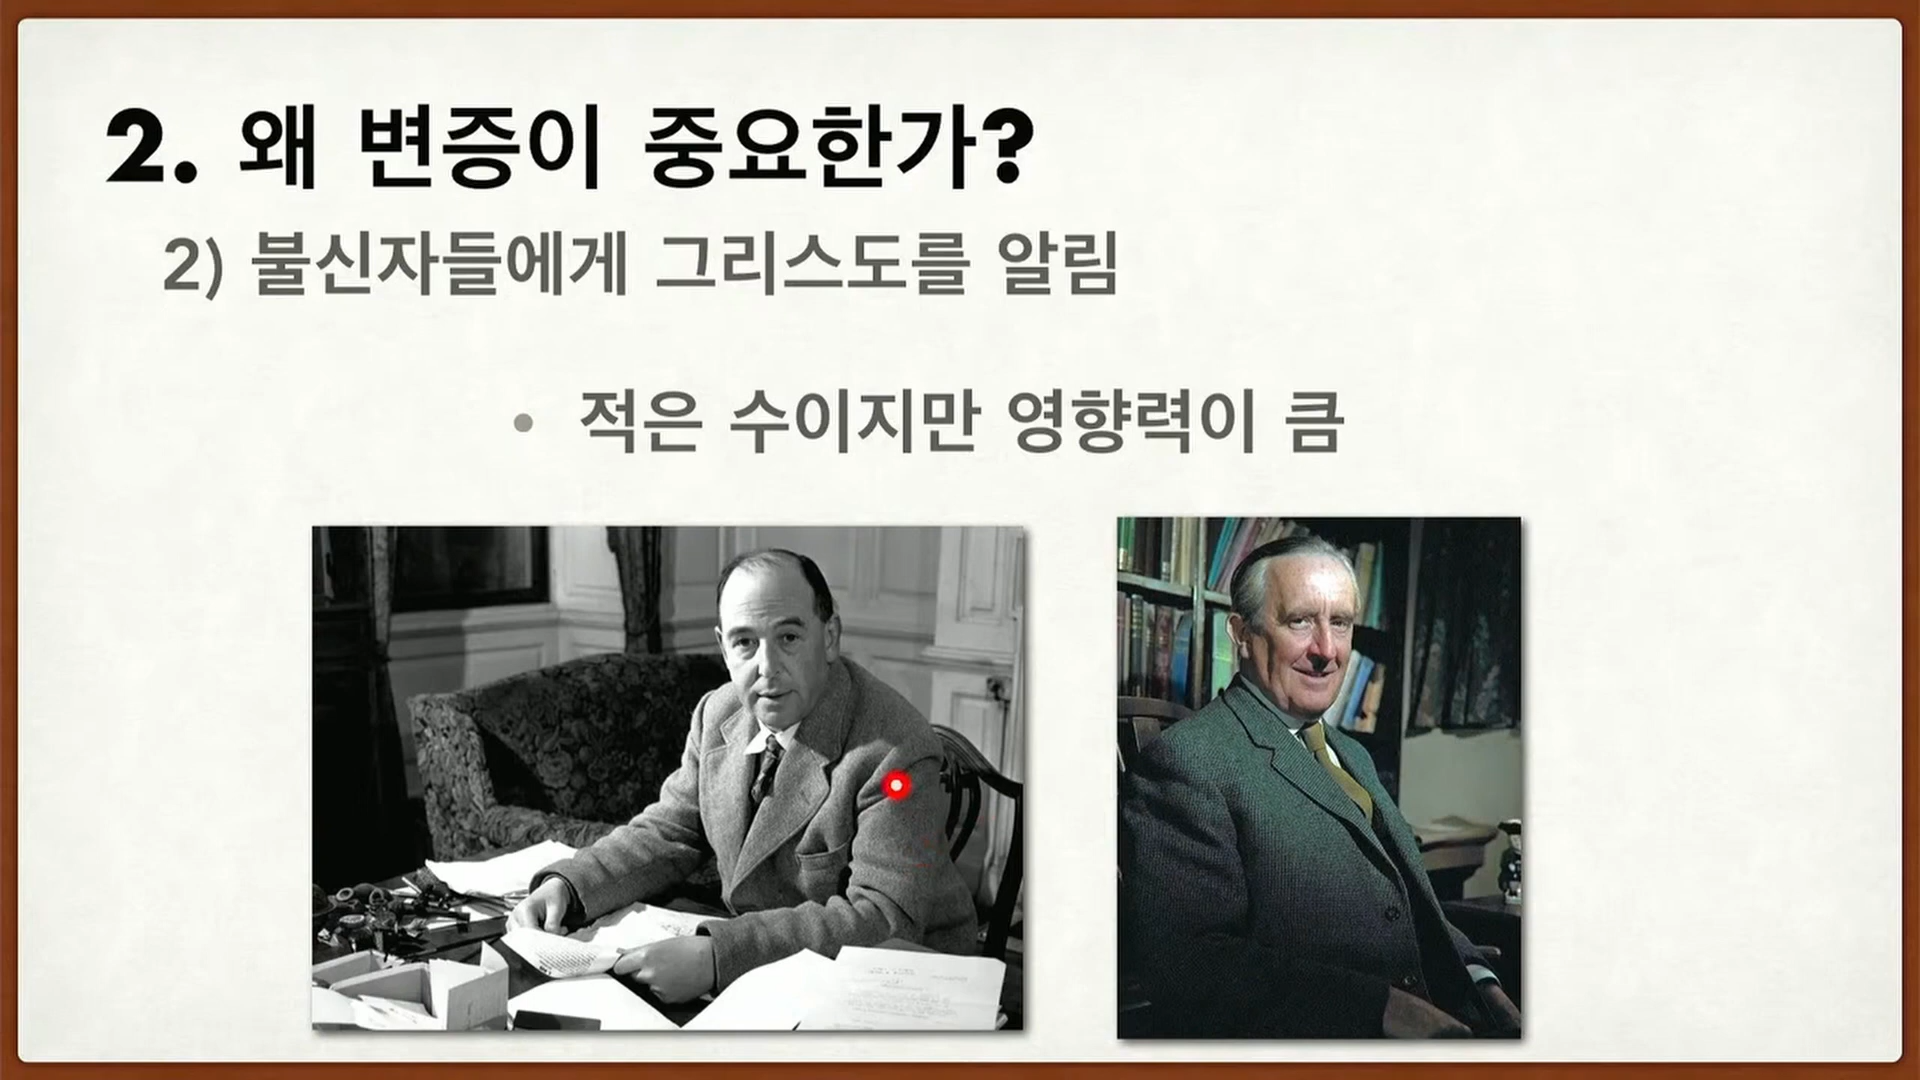 2. 왜 변증이 중요한가?
2) 불신자들에게 그리스도를 알림
• 적은 수이지만 영향력이 큼